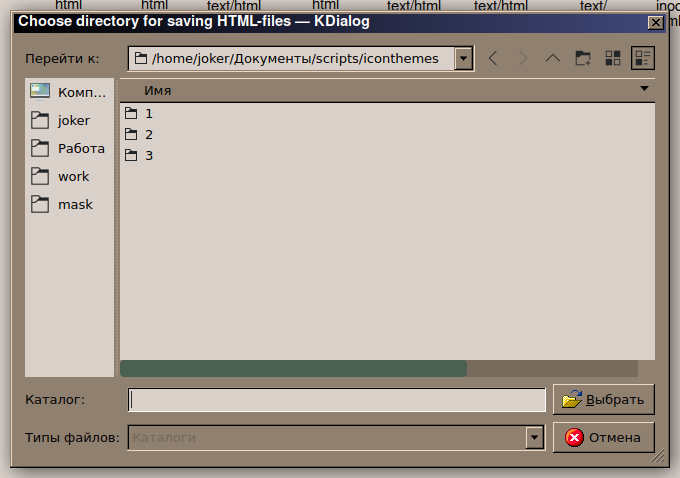 html html text/html html text/html text/html text/
Choose directory for saving HTML-files — KDialog
Перейти к: /home/joker/Документы/scripts/iconthemes
Имя
Комп...
joker
Работа
work
mask
1
2
3
Каталог:
Выбрать
Типы файлов: Каталоги
Отмена